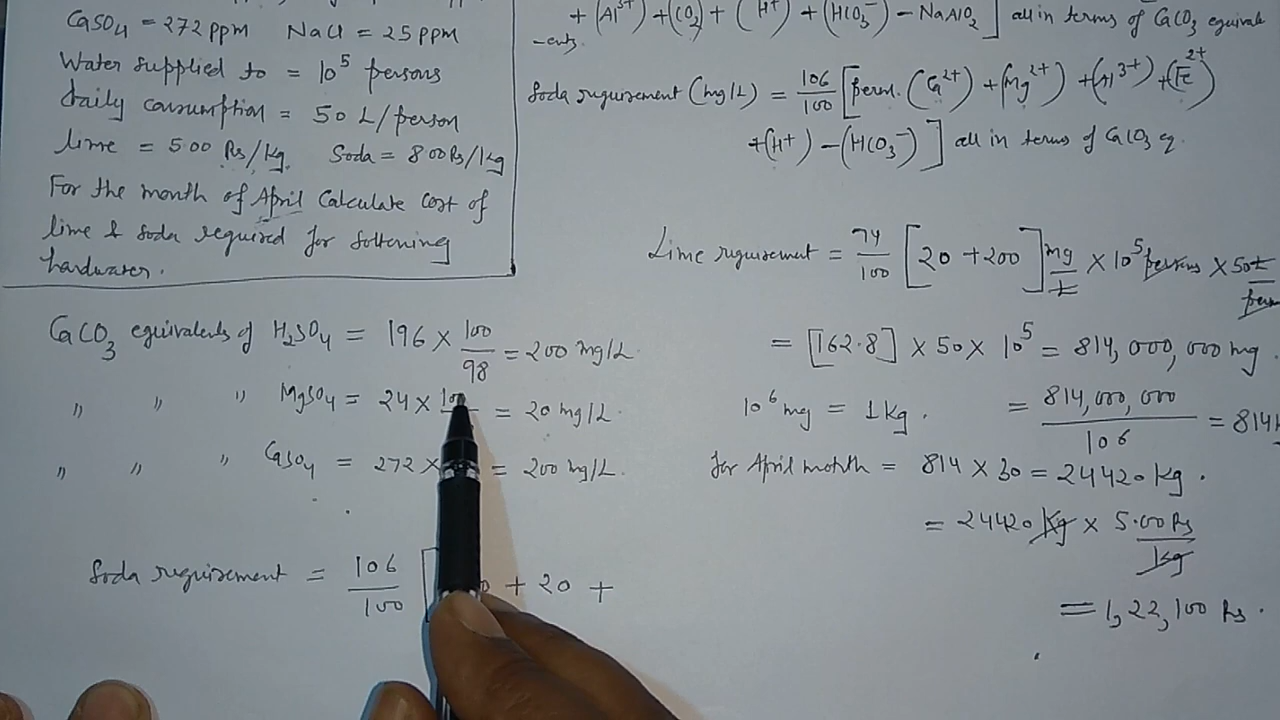 CaSO4 = 272 ppm NaCl = 25 ppm
Water supplied to = 10^5 persons
daily consumption = 50 L/person
lime = 5.00 Rs/kg. Soda = 8.00 Rs/kg
For the month of April Calculate cost of
lime & soda required for softening
hardwater.
+ (Al3+) + (CO2) + (H+) + (HCO3-) - NaAlO2] all in terms of CaCO3 equival
-ents
Soda requirement (mg/L) = 106/100 [perm. (Ca2+) + (Mg2+) + (Al3+) + (Fe2+)
+ (H+) - (HCO3-)] all in terms of CaCO3 eq.
Lime requirement = 74/100 [20 + 200] mg/L × 10^5 persons × 50 L/
= [162.8] × 50 × 10^5 = 814,000,000 mg.
10^6 mg = 1 kg. = 814,000,000/10^6 = 814
for April month = 814 × 30 = 24420 kg.
= 24420 kg × 5.00 Rs/kg
= 1,22,100 Rs.
CaCO3 equivalents of H2SO4 = 196 × 100/98 = 200 mg/L.
" " " MgSO4 = 24 × = 20 mg/L.
" " " CaSO4 = 272 × = 200 mg/L.
Soda requirement = 106/100 [ + 20 +